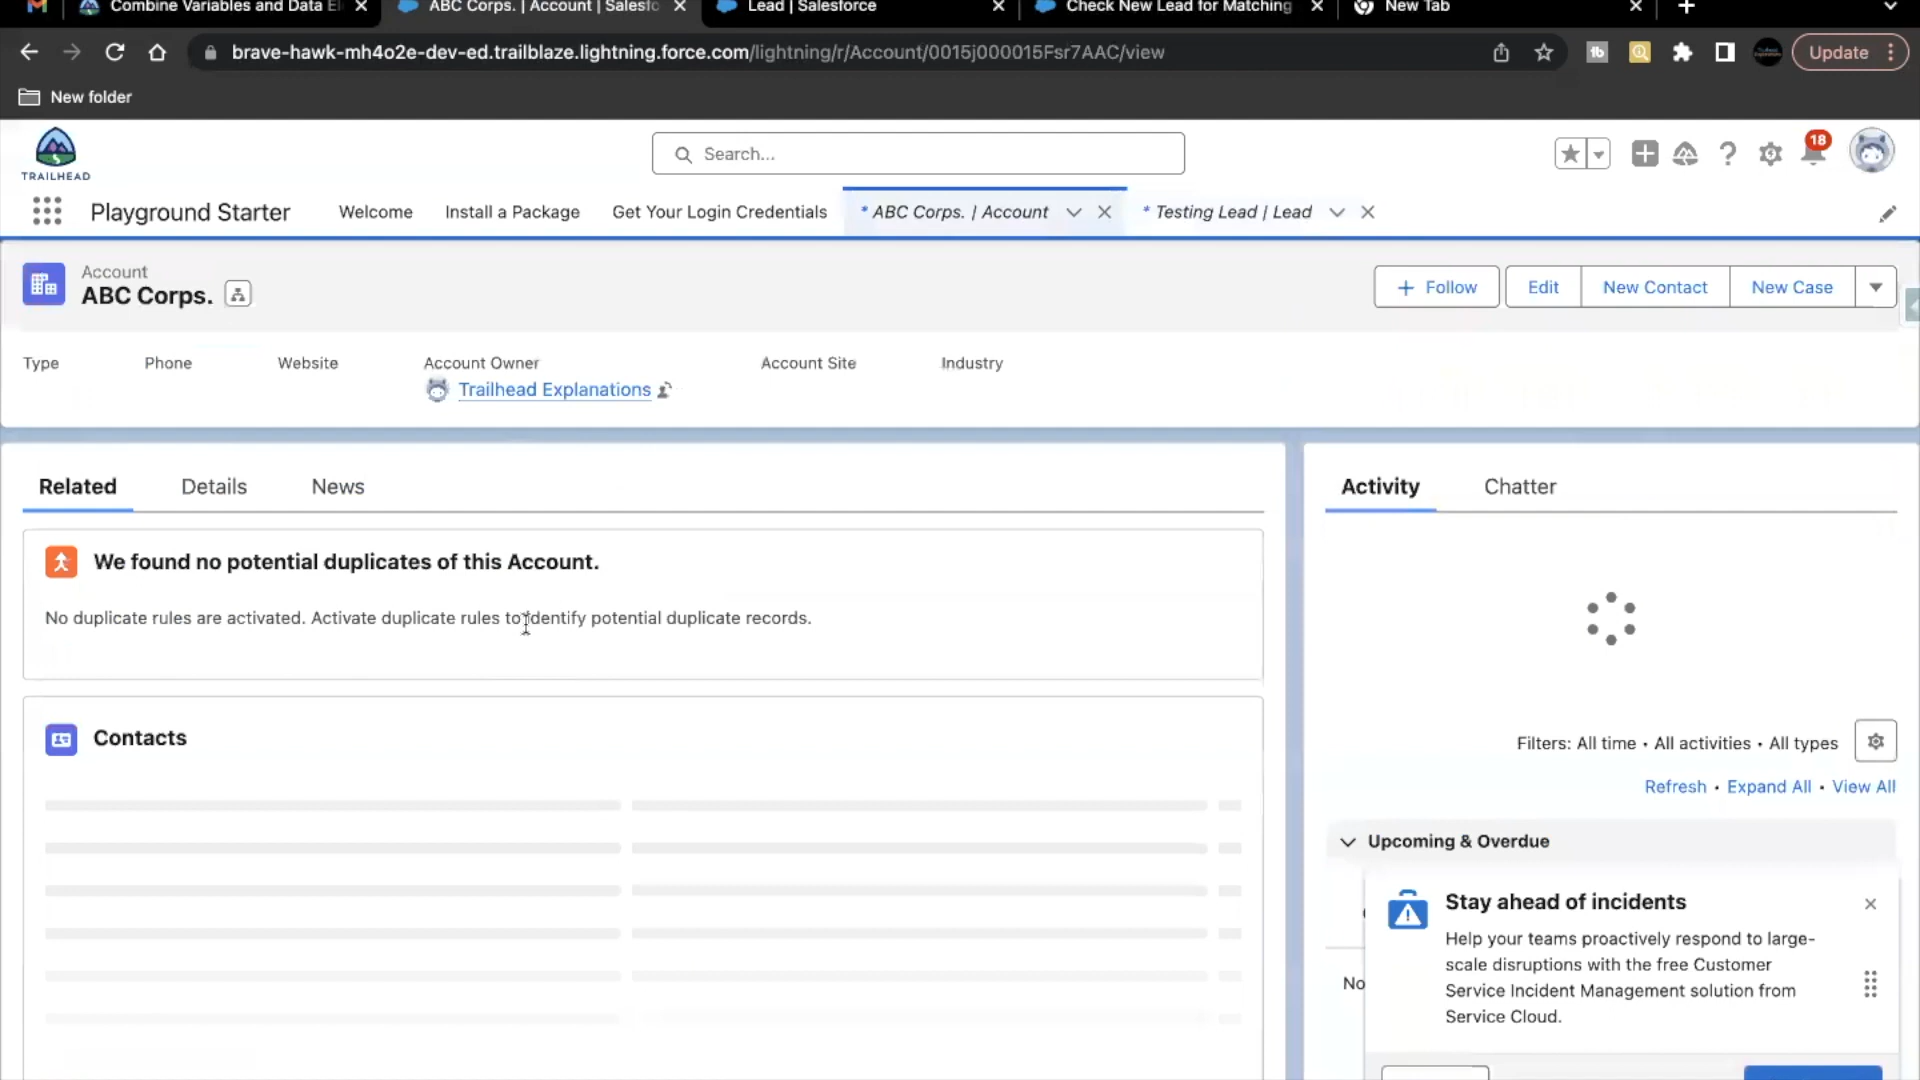 Combine Variables and Data El
ABC Corps. | Account | Salesfo
Lead | Salesforce
Check New Lead for Matching
New Tab
brave-hawk-mh4o2e-dev-ed.trailblaze.lightning.force.com/lightning/r/Account/0015j000015Fsr7AAC/view
Update
New folder
TRAILHEAD
Search...
18
Playground Starter
Welcome
Install a Package
Get Your Login Credentials
* ABC Corps. | Account
* Testing Lead | Lead
Account
ABC Corps.
+ Follow
Edit
New Contact
New Case
Type
Phone
Website
Account Owner
Account Site
Industry
Trailhead Explanations
Related
Details
News
Activity
Chatter
We found no potential duplicates of this Account.
No duplicate rules are activated. Activate duplicate rules to identify potential duplicate records.
Contacts
Filters: All time • All activities • All types
Refresh • Expand All • View All
Upcoming & Overdue
No
Stay ahead of incidents
Help your teams proactively respond to large-
scale disruptions with the free Customer
Service Incident Management solution from
Service Cloud.